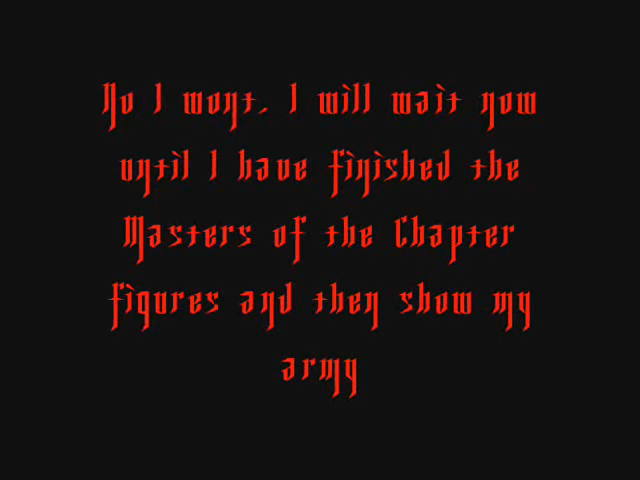 No I wont. I will wait now
until I have finished the
Masters of the Chapter
figures and then show my
army